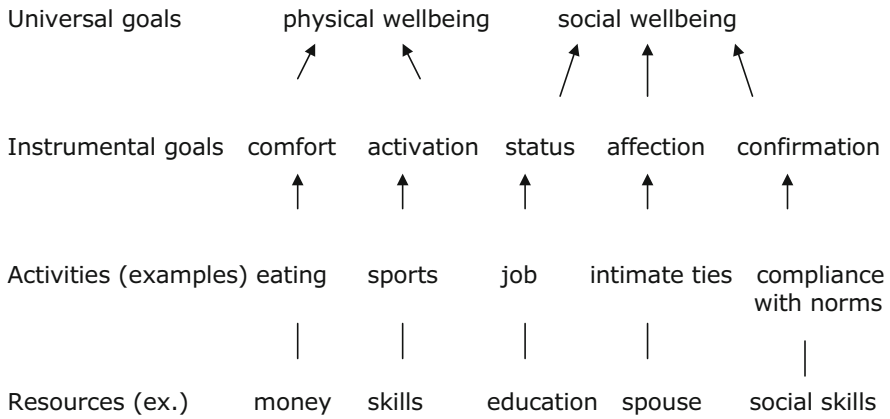 Universal goals physical wellbeing social wellbeing
Instrumental goals comfort activation status affection confirmation
Activities (examples) eating sports job intimate ties compliance
with norms
Resources (ex.) money skills education spouse social skills